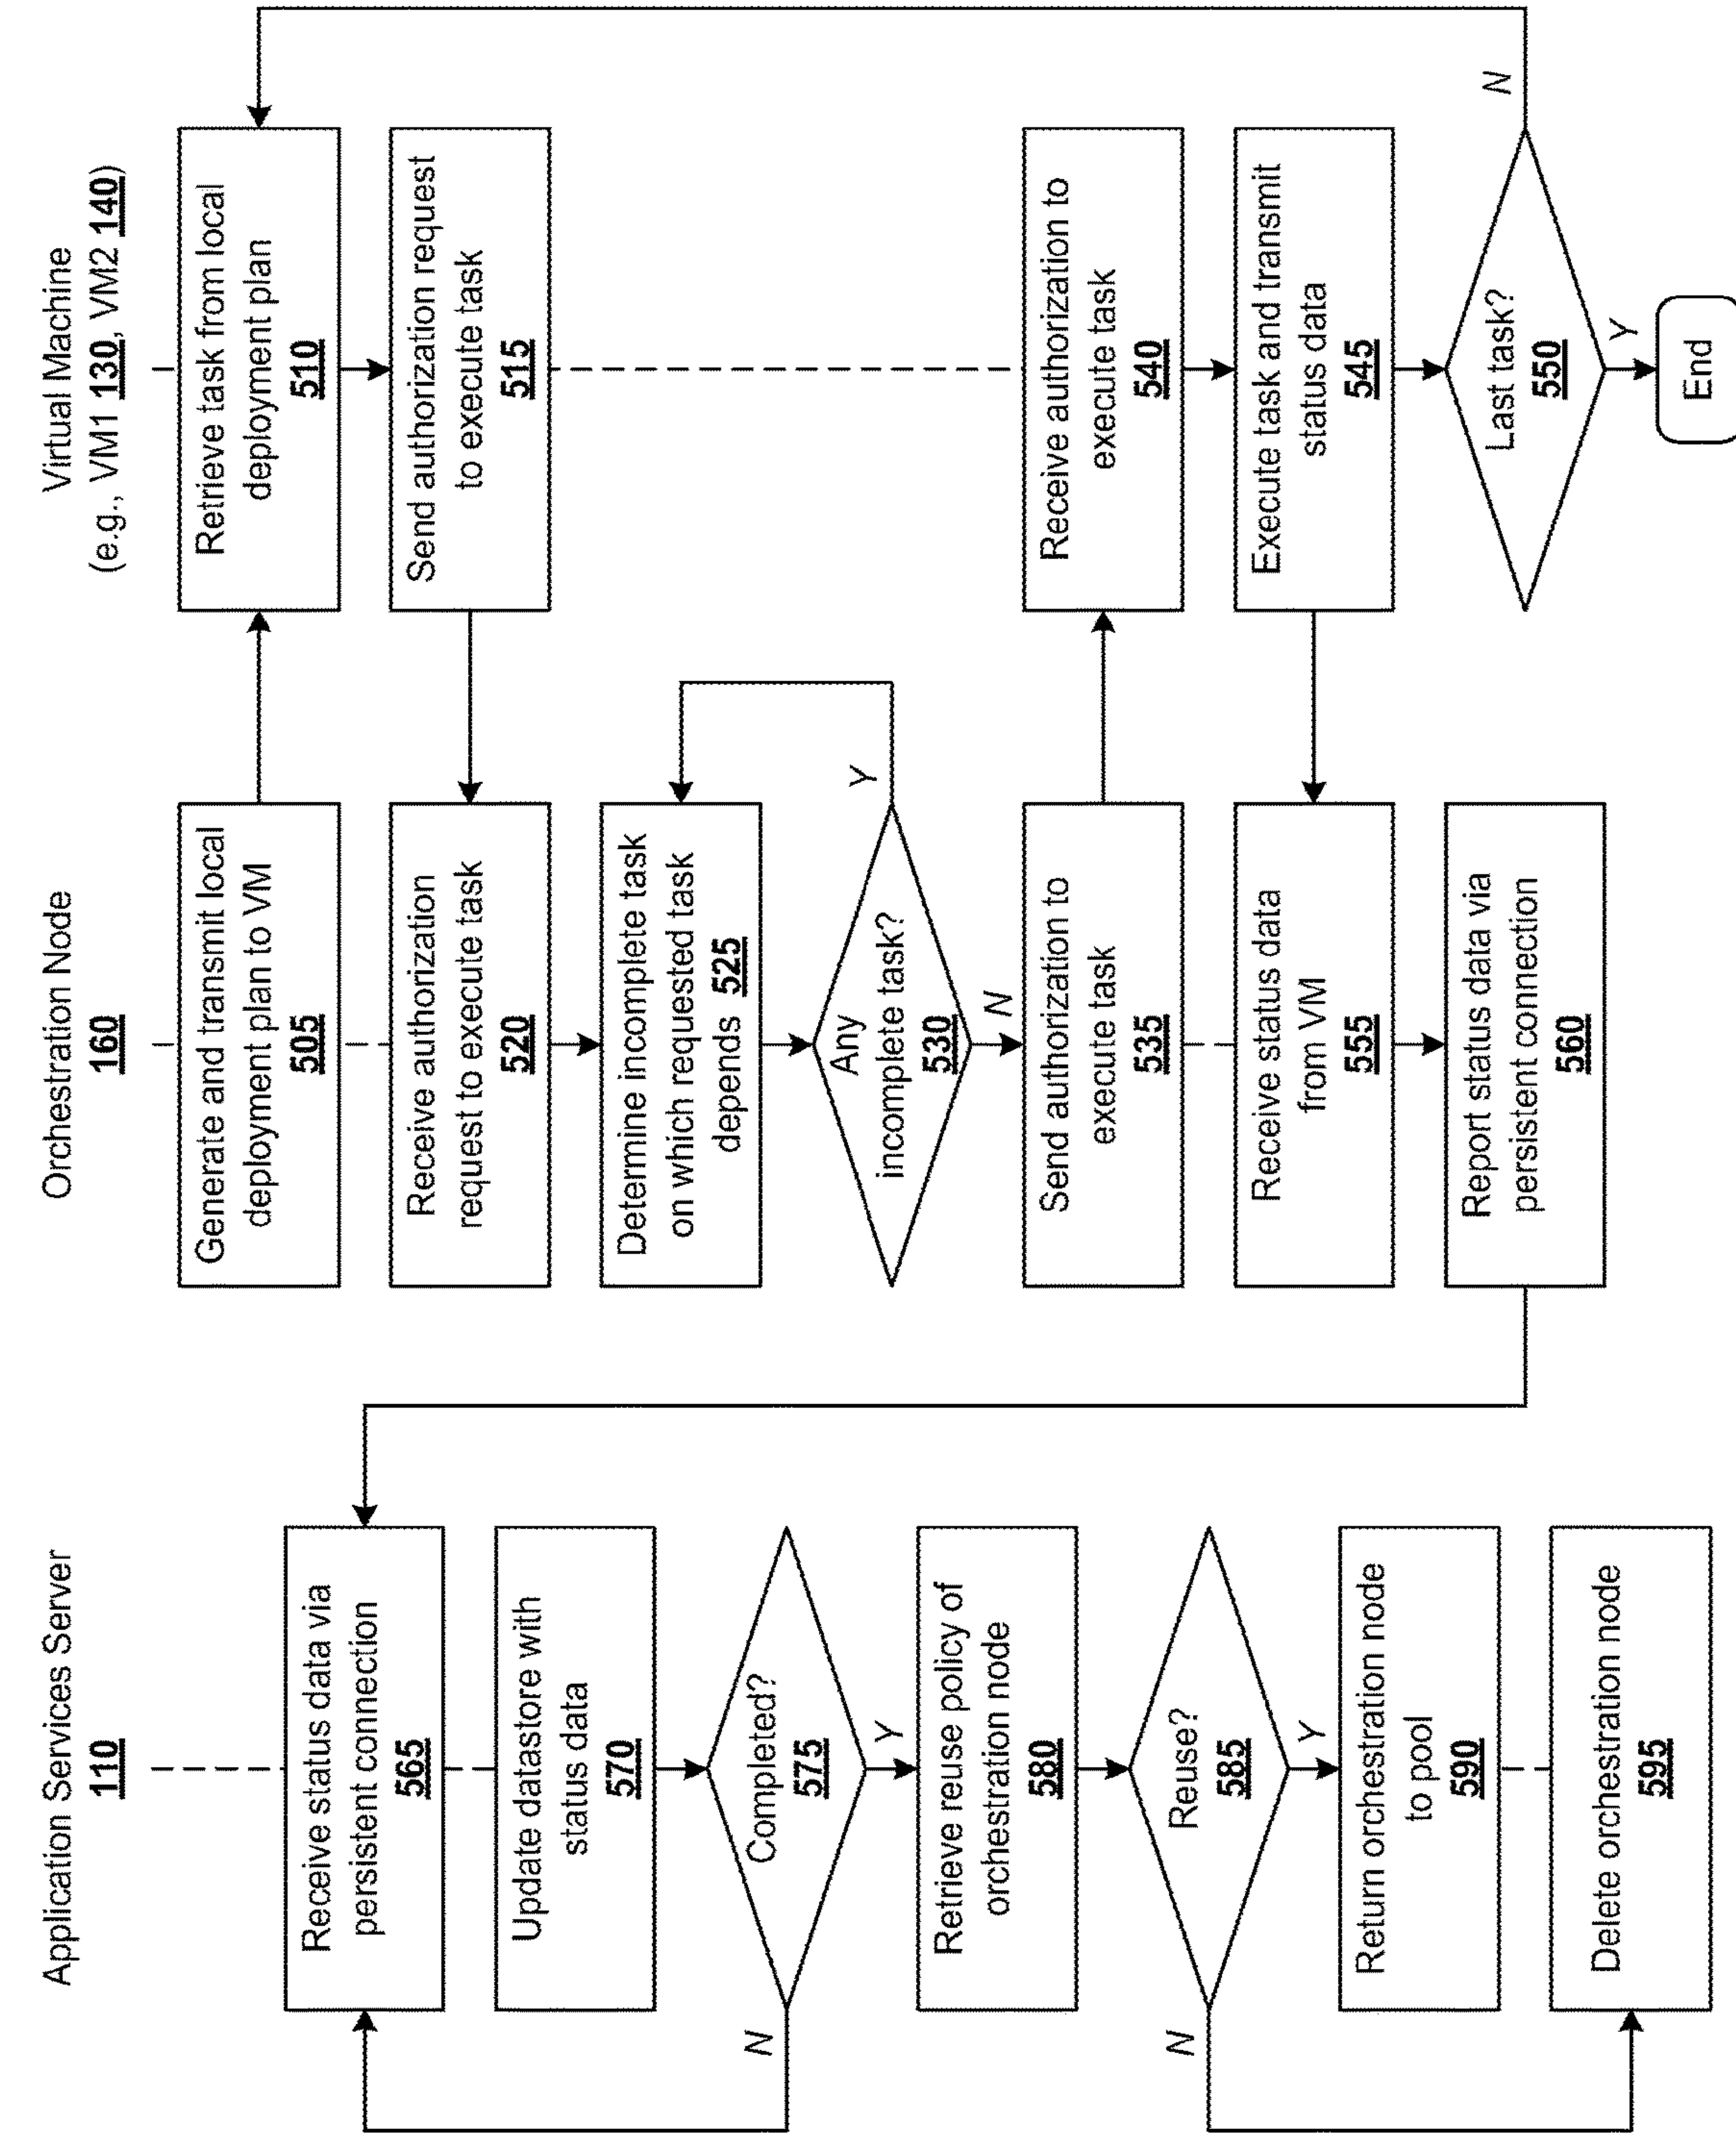 Application Services Server
110
Receive status data via
persistent connection
565
Update datastore with
status data
570
Completed?
575
N
Y
Retrieve reuse policy of
orchestration node
580
Reuse?
585
N
Y
Return orchestration node
to pool
590
Delete orchestration node
595
Orchestration Node
160
Generate and transmit local
deployment plan to VM
505
Receive authorization
request to execute task
520
Determine incomplete task
on which requested task
depends 525
Any
incomplete task?
530
Y
N
Send authorization to
execute task
535
Receive status data
from VM
555
Report status data via
persistent connection
560
Virtual Machine
(e.g., VM1 130, VM2 140)
Retrieve task from local
deployment plan
510
Send authorization request
to execute task
515
Receive authorization to
execute task
540
Execute task and transmit
status data
545
Last task?
550
N
Y
End